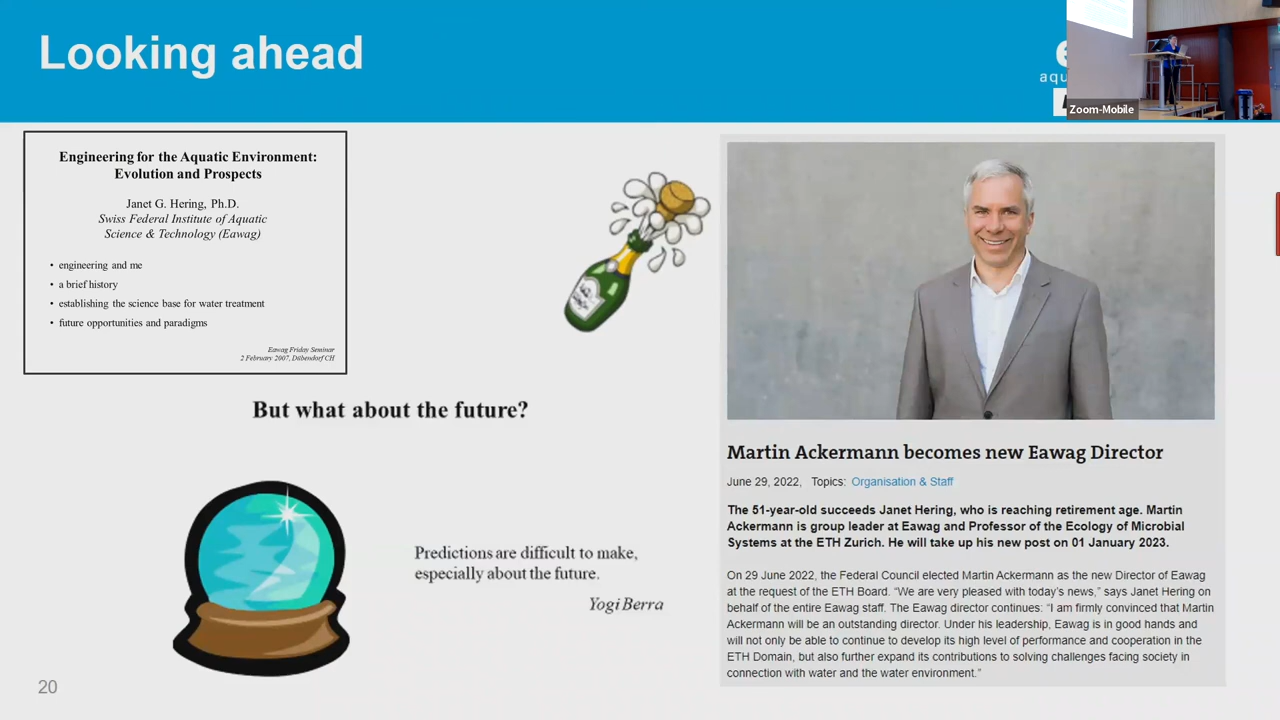 Looking ahead
aqu
Zoom-Mobile
Engineering for the Aquatic Environment:
Evolution and Prospects
Janet G. Hering, Ph.D.
Swiss Federal Institute of Aquatic
Science & Technology (Eawag)
• engineering and me
• a brief history
• establishing the science base for water treatment
• future opportunities and paradigms
Eawag Friday Seminar
2 February 2007, Dübendorf CH
But what about the future?
Predictions are difficult to make,
especially about the future.
Yogi Berra
Martin Ackermann becomes new Eawag Director
June 29, 2022, Topics: Organisation & Staff
The 51-year-old succeeds Janet Hering, who is reaching retirement age. Martin
Ackermann is group leader at Eawag and Professor of the Ecology of Microbial
Systems at the ETH Zurich. He will take up his new post on 01 January 2023.
On 29 June 2022, the Federal Council elected Martin Ackermann as the new Director of Eawag
at the request of the ETH Board. “We are very pleased with today’s news,” says Janet Hering on
behalf of the entire Eawag staff. The Eawag director continues: “I am firmly convinced that Martin
Ackermann will be an outstanding director. Under his leadership, Eawag is in good hands and
will not only be able to continue to develop its high level of performance and cooperation in the
ETH Domain, but also further expand its contributions to solving challenges facing society in
connection with water and the water environment.”
20